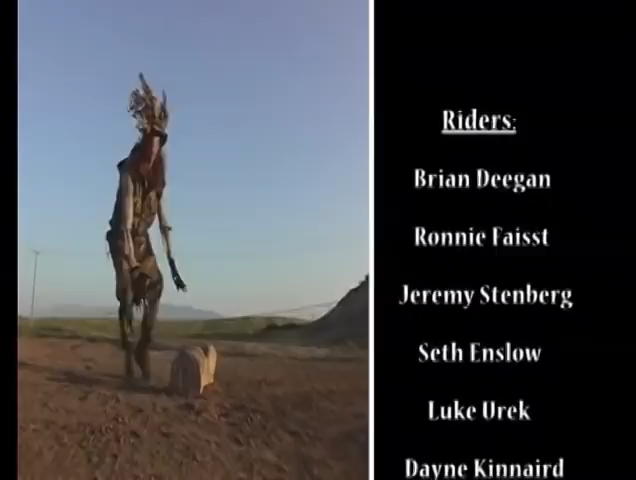 Riders:
Brian Deegan
Ronnie Faisst
Jeremy Stenberg
Seth Enslow
Luke Urek
Dayne Kinnaird